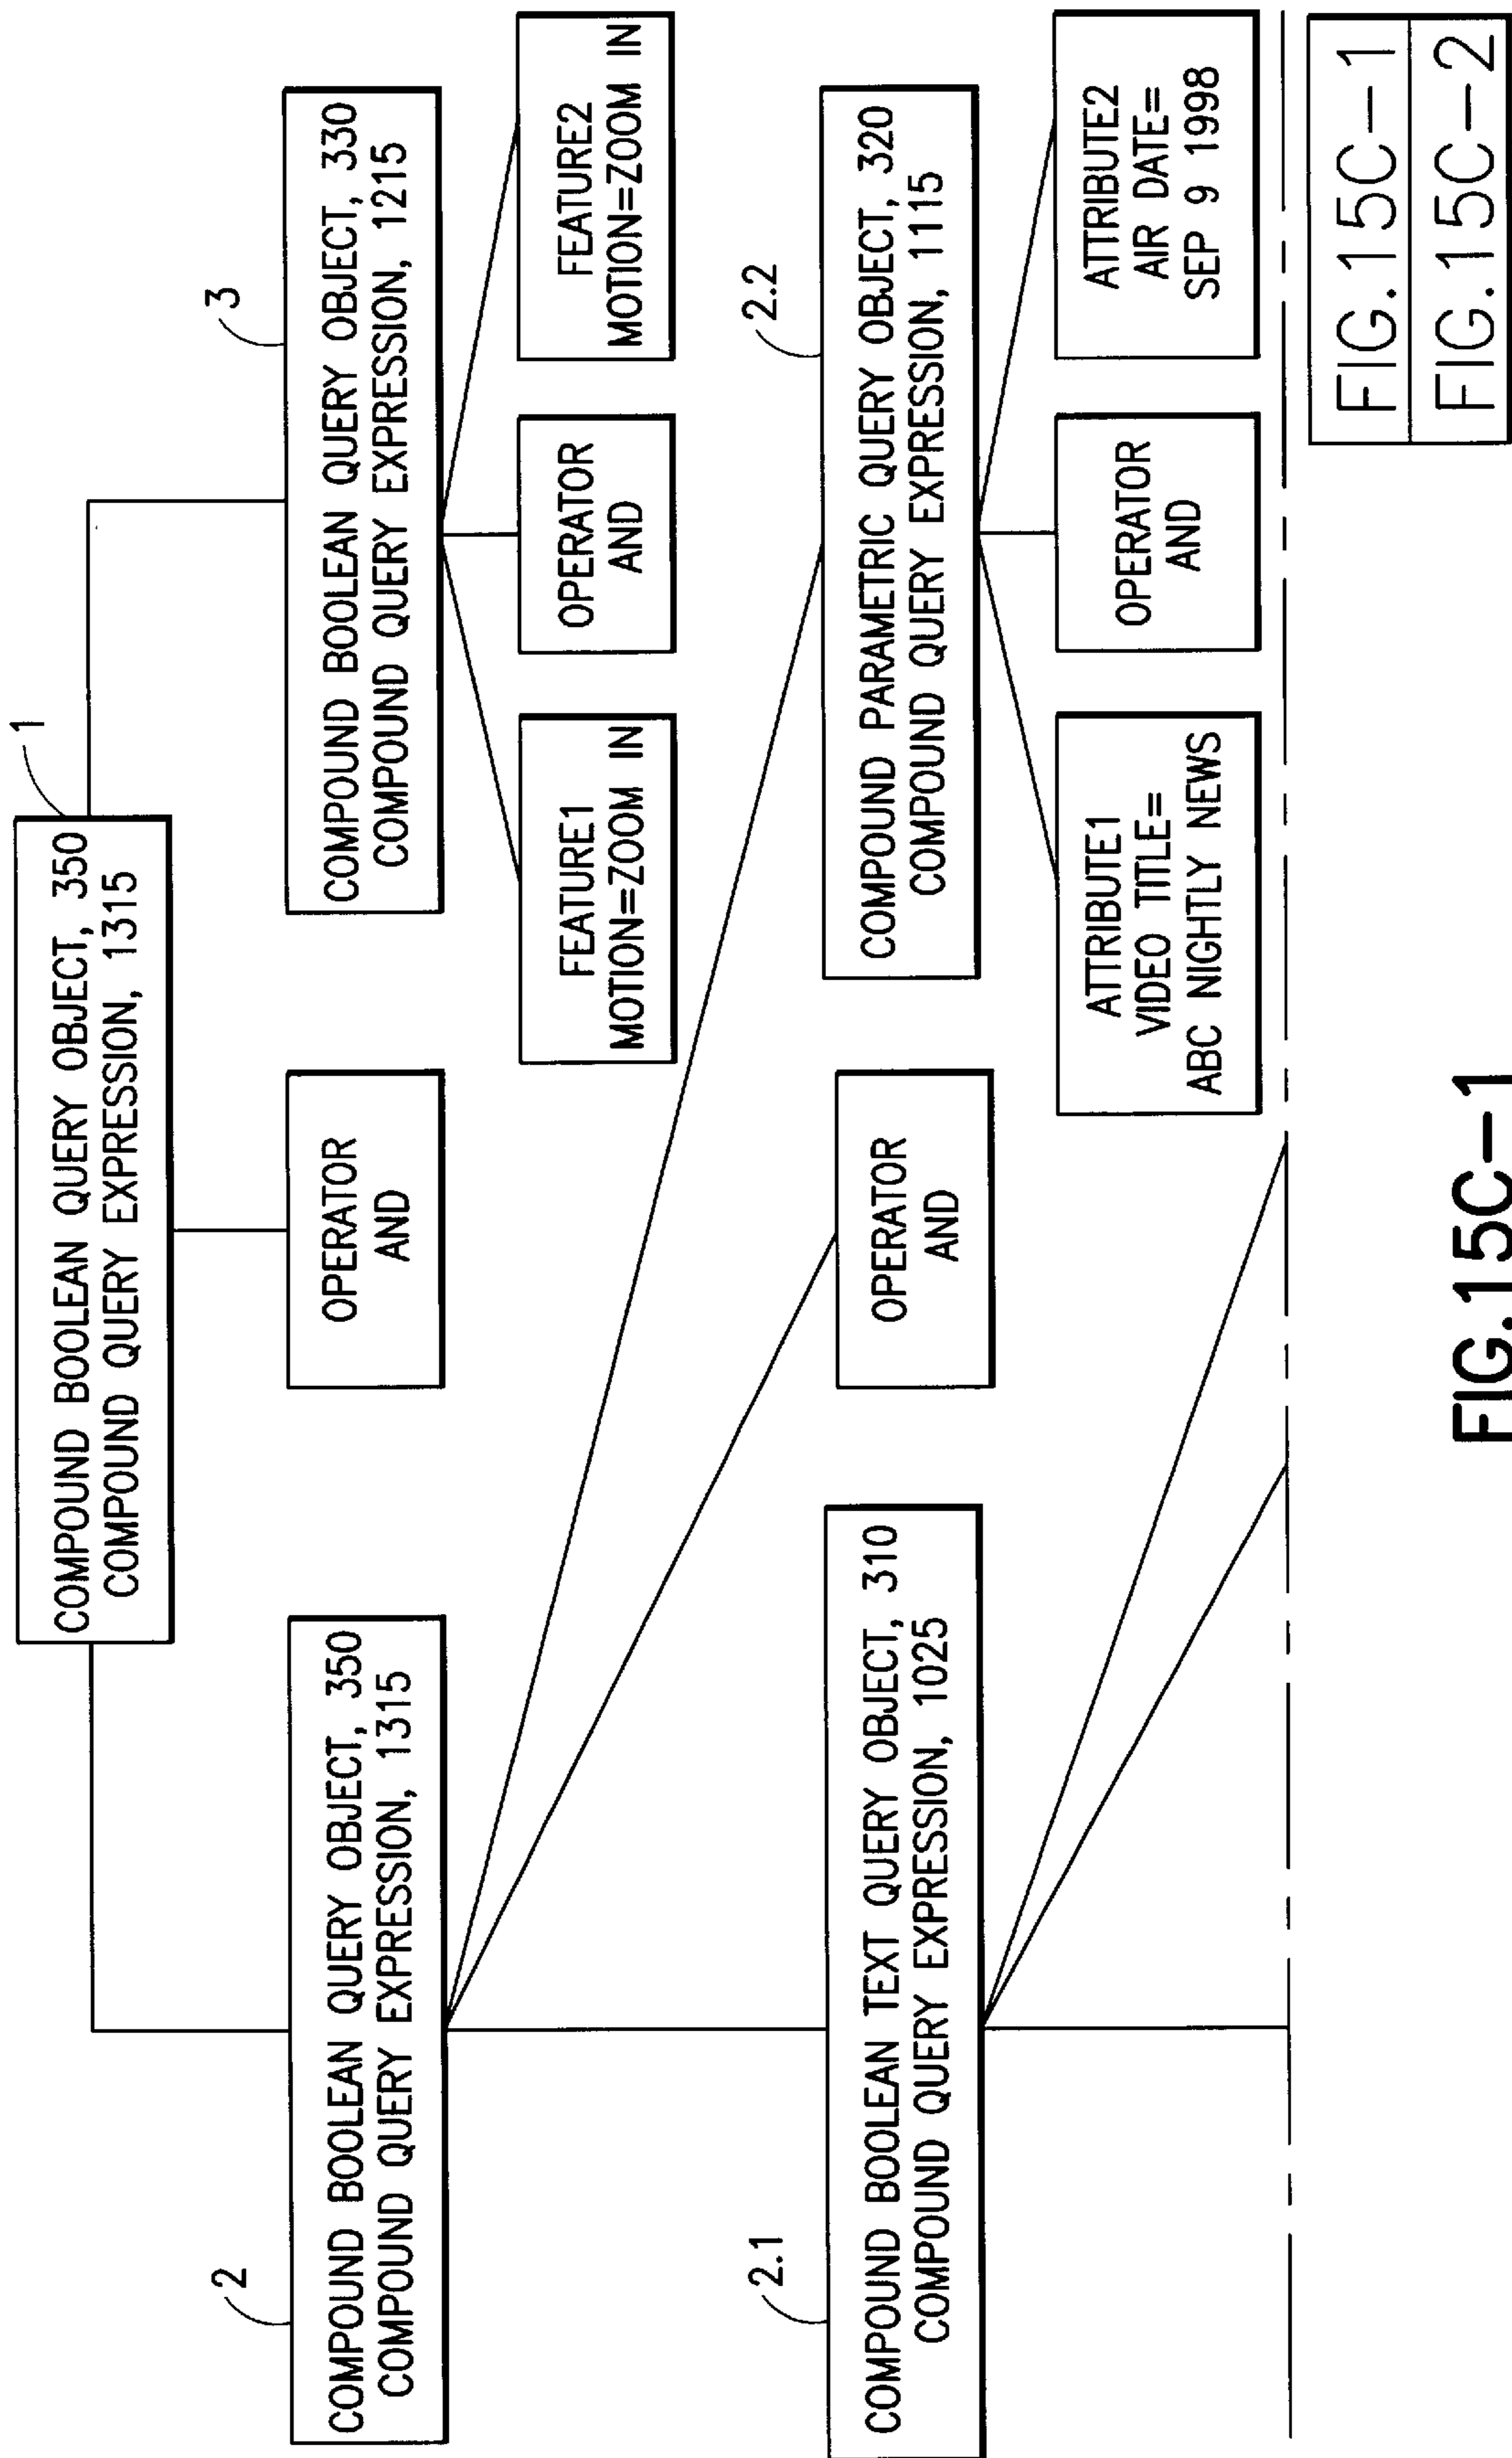 COMPOUND BOOLEAN QUERY OBJECT, 350
COMPOUND QUERY EXPRESSION, 1315
1
2
COMPOUND BOOLEAN QUERY OBJECT, 350
COMPOUND QUERY EXPRESSION, 1315
OPERATOR
AND
3
COMPOUND BOOLEAN QUERY OBJECT, 330
COMPOUND QUERY EXPRESSION, 1215
FEATURE1
MOTION=ZOOM IN
OPERATOR
AND
FEATURE2
MOTION=ZOOM IN
2.1
COMPOUND BOOLEAN TEXT QUERY OBJECT, 310
COMPOUND QUERY EXPRESSION, 1025
OPERATOR
AND
2.2
COMPOUND PARAMETRIC QUERY OBJECT, 320
COMPOUND QUERY EXPRESSION, 1115
ATTRIBUTE1
VIDEO TITLE=
ABC NIGHTLY NEWS
OPERATOR
AND
ATTRIBUTE2
AIR DATE=
SEP 9 1998
FIG.15C-1
FIG.15C-1
FIG.15C-2